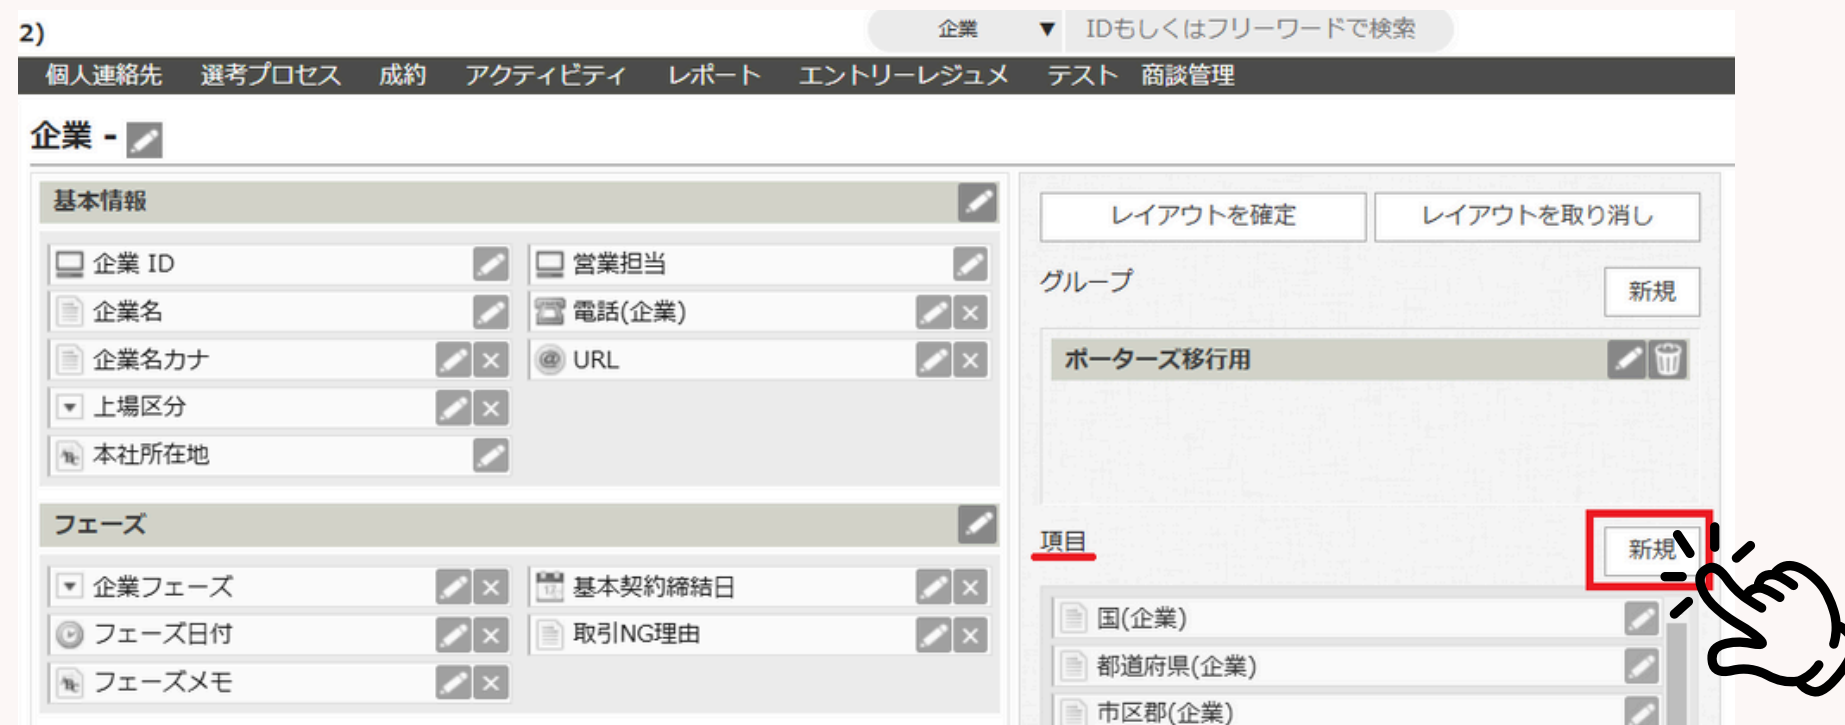 2)
企業 ▼ IDもしくはフリーワードで検索
個人連絡先 選考プロセス 成約 アクティビティ レポート エントリーレジュメ テスト 商談管理
企業 -
基本情報
企業 ID
営業担当
企業名
電話(企業)
企業名カナ
URL
上場区分
本社所在地
フェーズ
企業フェーズ
基本契約締結日
フェーズ日付
取引NG理由
フェーズメモ
レイアウトを確定 レイアウトを取り消し
グループ 新規
ポーターズ移行用
項目 新規
国(企業)
都道府県(企業)
市区郡(企業)